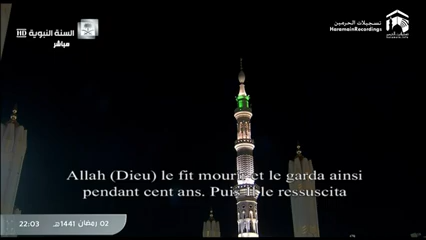 السنة النبوية HD
مباشر
تسجيلات الحرمين
HaremainRecordings
Allah (Dieu) le fit mourir et le garda ainsi
pendant cent ans. Puis Il le ressuscita
22:03
02 رمضان 1441هـ